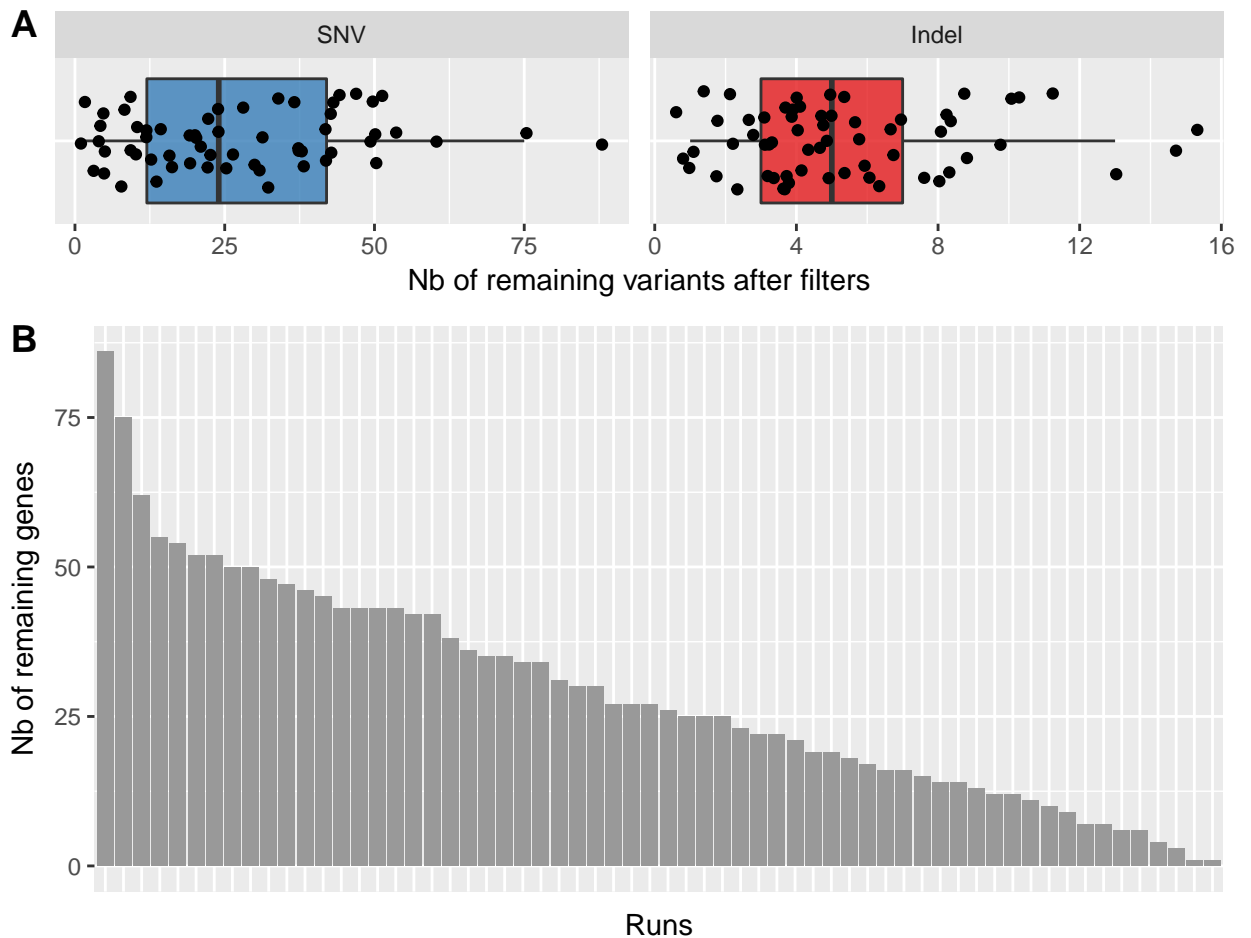 A
SNV
Indel
0 25 50 75
0 4 8 12 16
Nb of remaining variants after filters
B
Nb of remaining genes
75
50
25
0
Runs